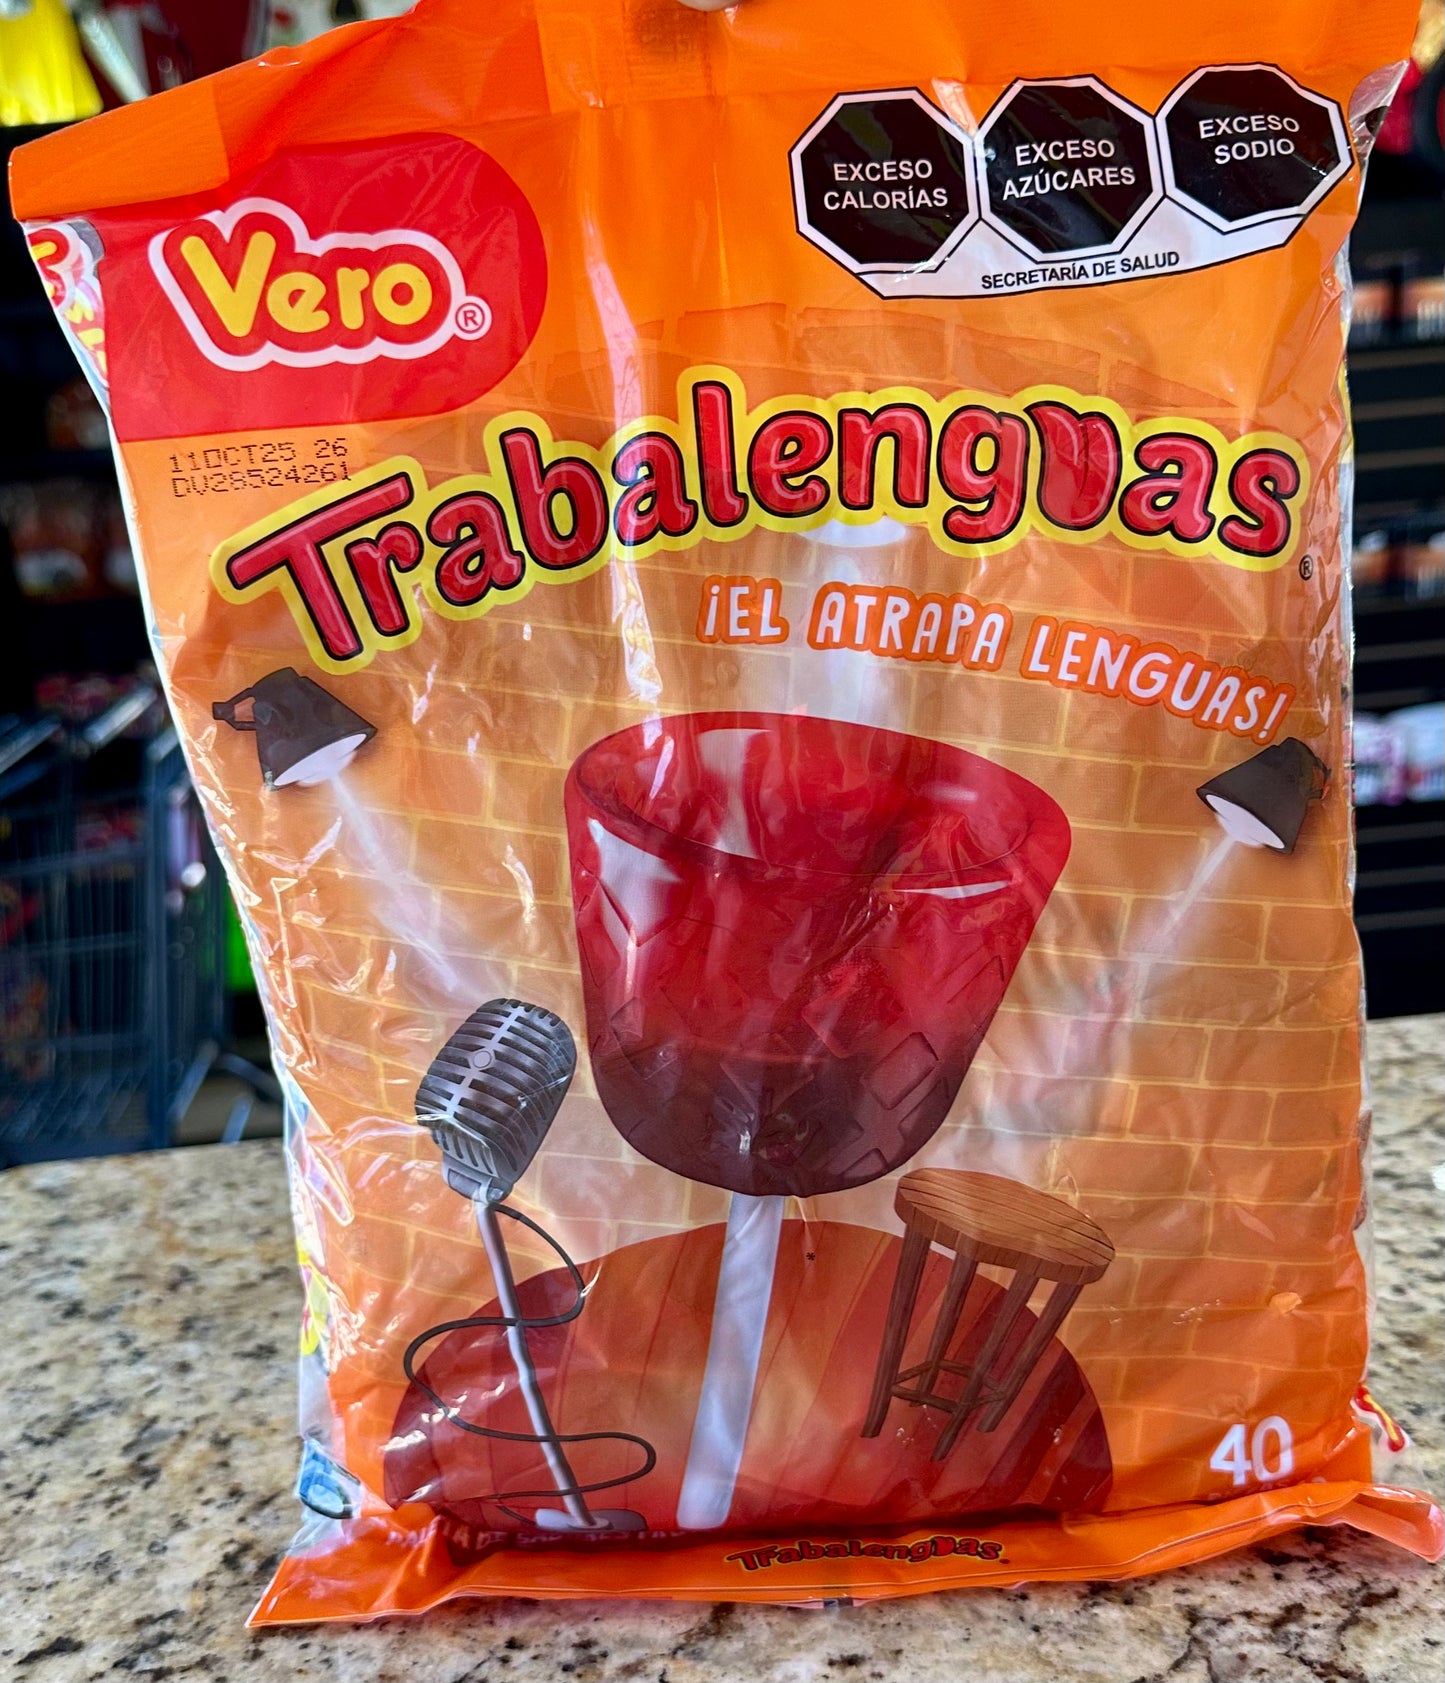 EXCESO
CALORÍAS
EXCESO
AZÚCARES
EXCESO
SODIO
SECRETARÍA DE SALUD
Vero®
11OCT25 26
DV28524261
Trabalenguas®
¡EL ATRAPA LENGUAS!
*
40
Trabalenguas